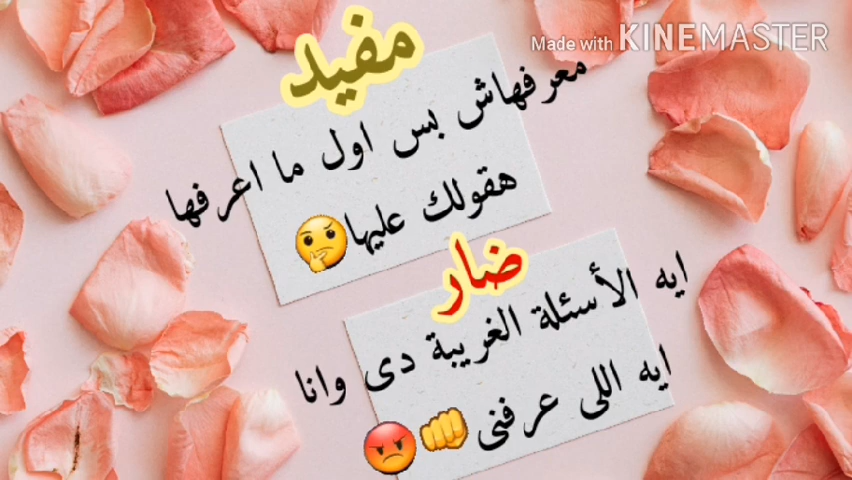 Made with KINEMASTER
مفيد
معرفهاش بس اول ما اعرفها
هقولك عليها🤔
ضار
ايه الأسئلة الغريبة دى وانا
ايه اللى عرفنى👊😡